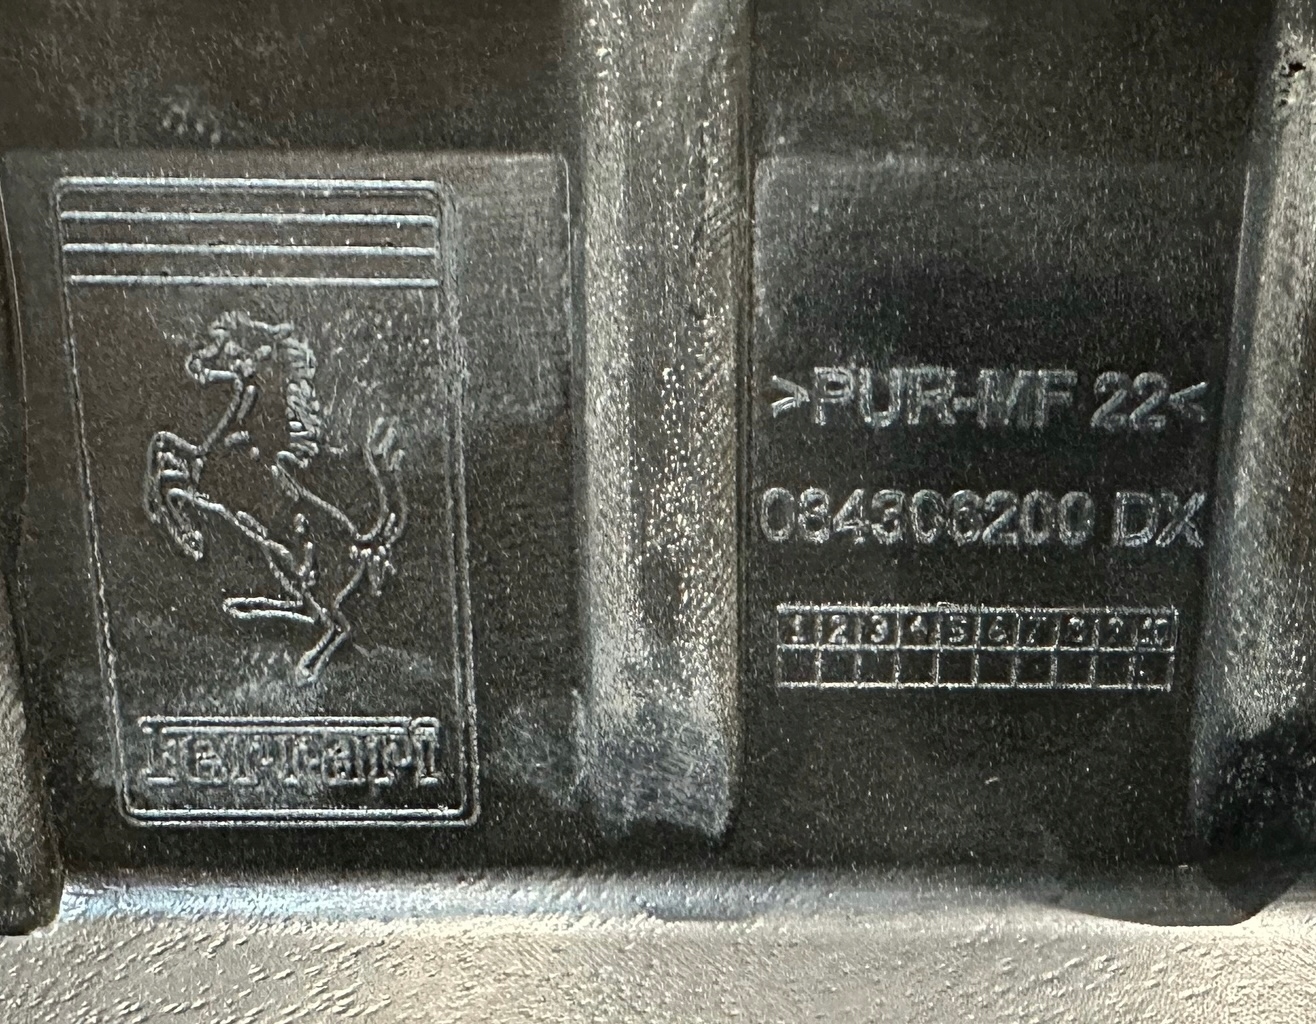 Ferrari
>PUR-MF 22<
084306200 DX
1 2 3 4 5 6 7 8 9 10